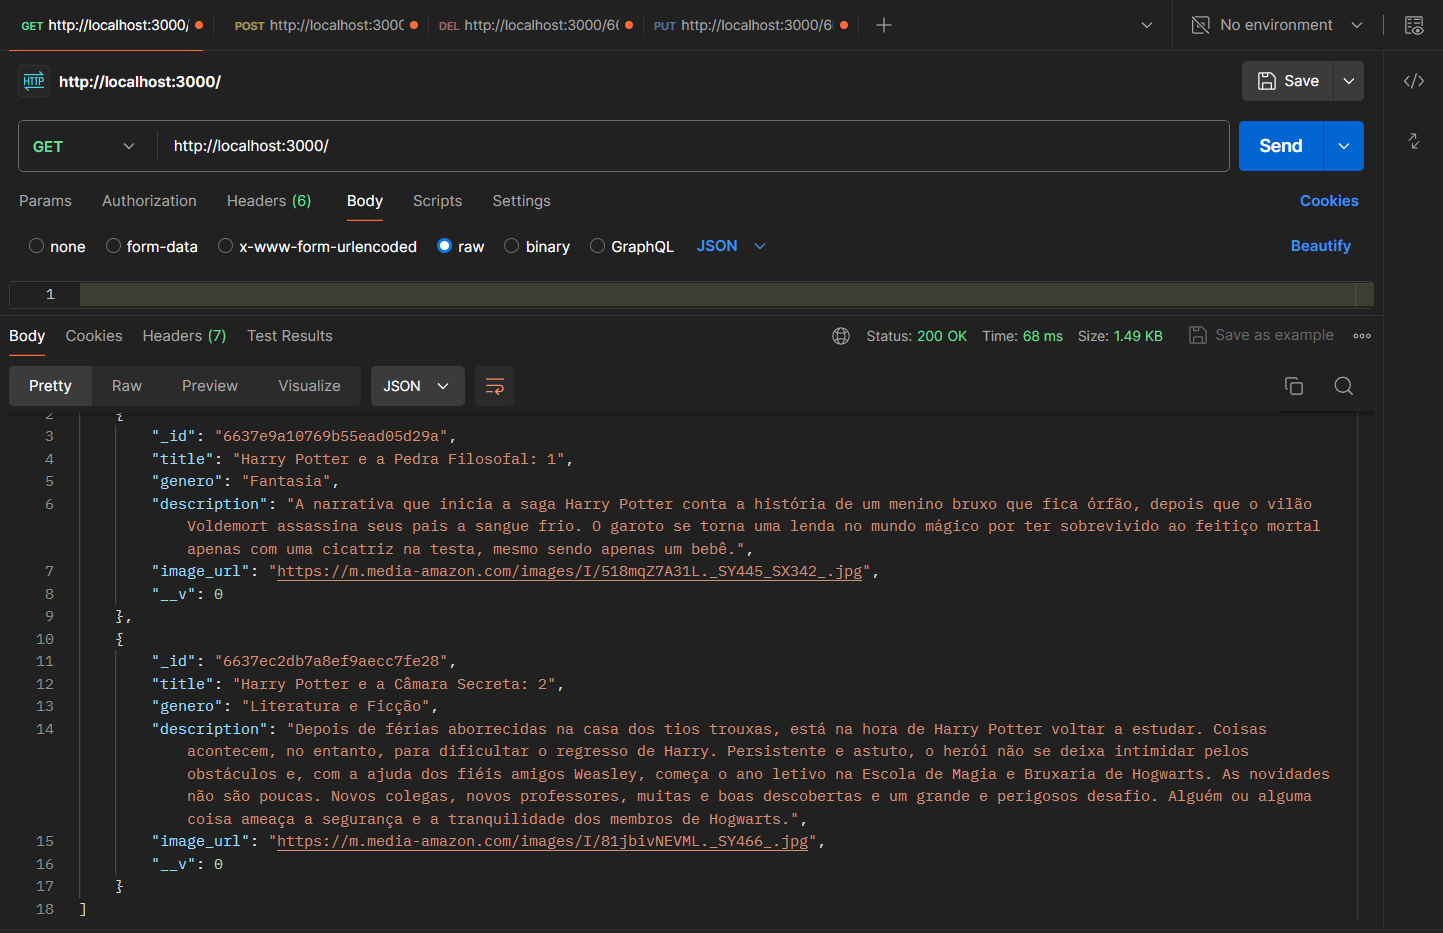 GET http://localhost:3000/ POST http://localhost:3000 DEL http://localhost:3000/6 PUT http://localhost:3000/6 No environment
HTTP http://localhost:3000/ Save
GET http://localhost:3000/ Send
Params Authorization Headers (6) Body Scripts Settings Cookies
none form-data x-www-form-urlencoded raw binary GraphQL JSON Beautify
1
Body Cookies Headers (7) Test Results Status: 200 OK Time: 68 ms Size: 1.49 KB Save as example
Pretty Raw Preview Visualize JSON
2 {
3 "_id": "6637e9a10769b55ead05d29a",
4 "title": "Harry Potter e a Pedra Filosofal: 1",
5 "genero": "Fantasia",
6 "description": "A narrativa que inicia a saga Harry Potter conta a história de um menino bruxo que fica órfão, depois que o vilão
Voldemort assassina seus pais a sangue frio. O garoto se torna uma lenda no mundo mágico por ter sobrevivido ao feitiço mortal
apenas com uma cicatriz na testa, mesmo sendo apenas um bebê.",
7 "image_url": "https://m.media-amazon.com/images/I/518mqZ7A31L._SY445_SX342_.jpg",
8 "__v": 0
9 },
10 {
11 "_id": "6637ec2db7a8ef9aecc7fe28",
12 "title": "Harry Potter e a Câmara Secreta: 2",
13 "genero": "Literatura e Ficção",
14 "description": "Depois de férias aborrecidas na casa dos tios trouxas, está na hora de Harry Potter voltar a estudar. Coisas
acontecem, no entanto, para dificultar o regresso de Harry. Persistente e astuto, o herói não se deixa intimidar pelos
obstáculos e, com a ajuda dos fiéis amigos Weasley, começa o ano letivo na Escola de Magia e Bruxaria de Hogwarts. As novidades
não são poucas. Novos colegas, novos professores, muitas e boas descobertas e um grande e perigosos desafio. Alguém ou alguma
coisa ameaça a segurança e a tranquilidade dos membros de Hogwarts.",
15 "image_url": "https://m.media-amazon.com/images/I/81jbivNEVML._SY466_.jpg",
16 "__v": 0
17 }
18 ]